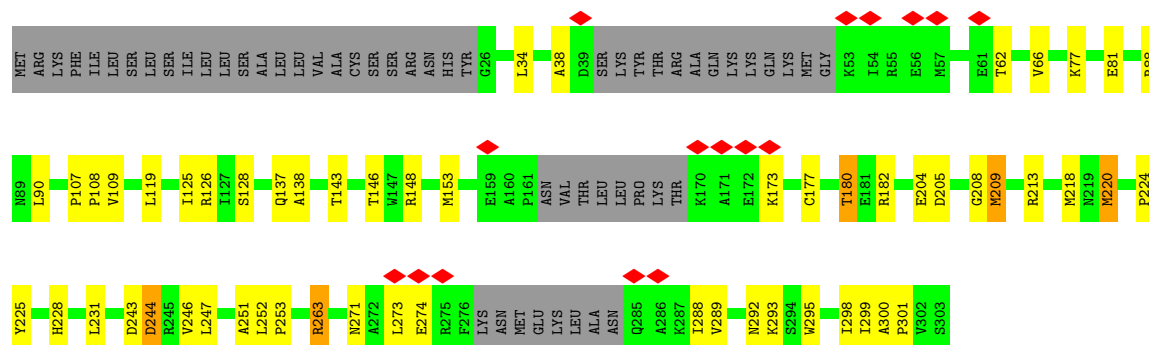 MET ARG LYS PHE ILE LEU SER LEU SER ILE LEU LEU SER ALA LEU LEU VAL ALA CYS SER SER ARG ASN HIS TYR G26 L34 A38 D39 SER LYS TYR THR ARG ALA GLN LYS LYS GLN LYS MET GLY K53 I54 R55 E56 M57 E61 T62 V66 K77 E81
N89 L90 P107 P108 V109 L119 I125 R126 I127 S128 Q137 A138 T143 T146 W147 R148 M153 E159 A160 P161 ASN VAL THR LEU LEU PRO LYS THR K170 A171 E172 K173 C177 T180 E181 R182 E204 D205 G208 M209 R213 M218 N219 M220 P224
Y225 H228 L231 D243 D244 R245 V246 L247 A251 L252 P253 R263 N271 A272 L273 E274 R275 F276 LYS ASN MET GLU LYS LEU ALA ASN Q285 A286 K287 I288 V289 N292 K293 S294 W295 I298 I299 A300 P301 V302 S303